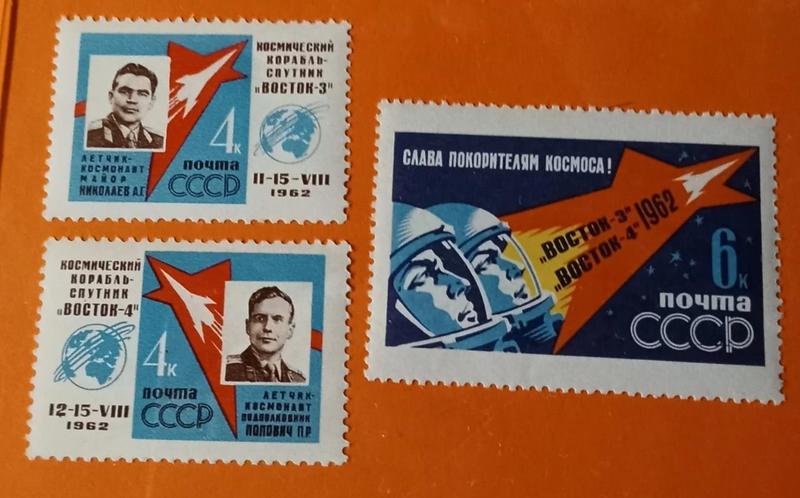 КОСМИЧЕСКИЙ
КОРАБЛЬ-
СПУТНИК
„ВОСТОК-3"
4к
ЛЕТЧИК-
КОСМОНАВТ
МАЙОР
НИКОЛАЕВ А.Г.
почта
СССР
11-15-VIII
1962
КОСМИЧЕСКИЙ
КОРАБЛЬ-
СПУТНИК
„ВОСТОК-4"
4к
12-15-VIII
1962
почта
СССР
ЛЕТЧИК-
КОСМОНАВТ
ПОДПОЛКОВНИК
ПОПОВИЧ П.Р.
СЛАВА ПОКОРИТЕЛЯМ КОСМОСА!
„ВОСТОК-3"
„ВОСТОК-4" 1962
6к
почта
СССР